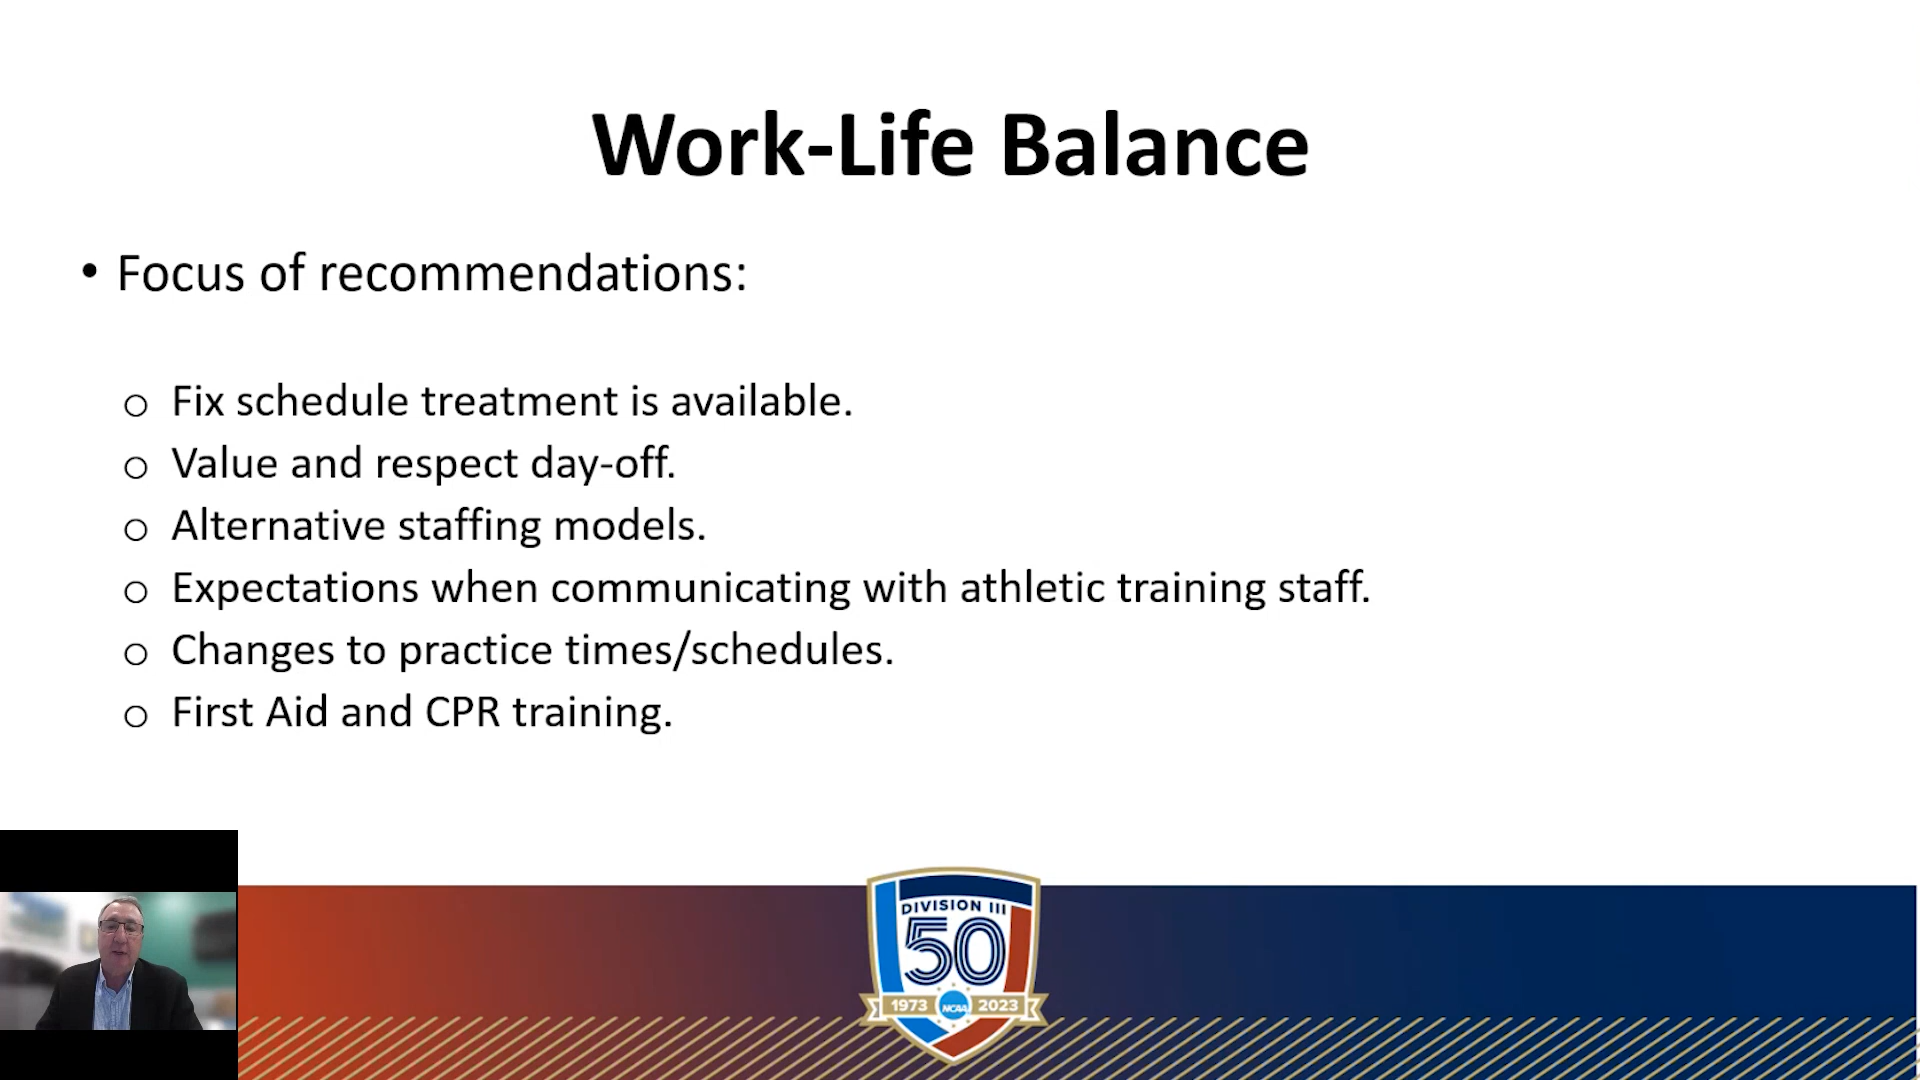 Work-Life Balance
• Focus of recommendations:
o Fix schedule treatment is available.
o Value and respect day-off.
o Alternative staffing models.
o Expectations when communicating with athletic training staff.
o Changes to practice times/schedules.
o First Aid and CPR training.
DIVISION III
50
1973 NCAA 2023